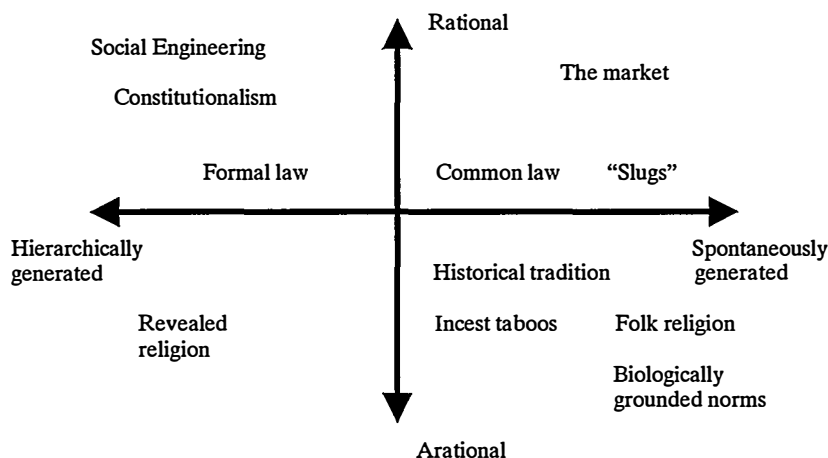 Rational
Social Engineering
The market
Constitutionalism
Formal law
Common law
“Slugs”
Hierarchically
generated
Spontaneously
generated
Historical tradition
Revealed
religion
Incest taboos
Folk religion
Biologically
grounded norms
Arational